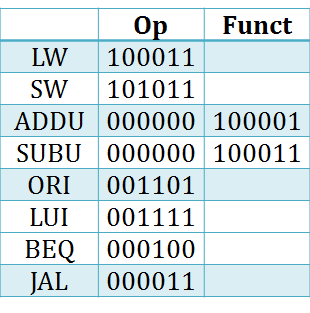 Op Funct
LW 100011
SW 101011
ADDU 000000 100001
SUBU 000000 100011
ORI 001101
LUI 001111
BEQ 000100
JAL 000011